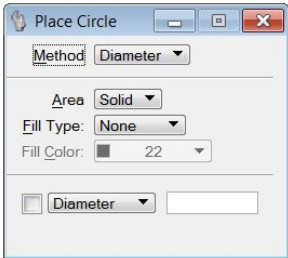 Place Circle
Method Diameter
Area Solid
Fill Type: None
Fill Color: 22
Diameter